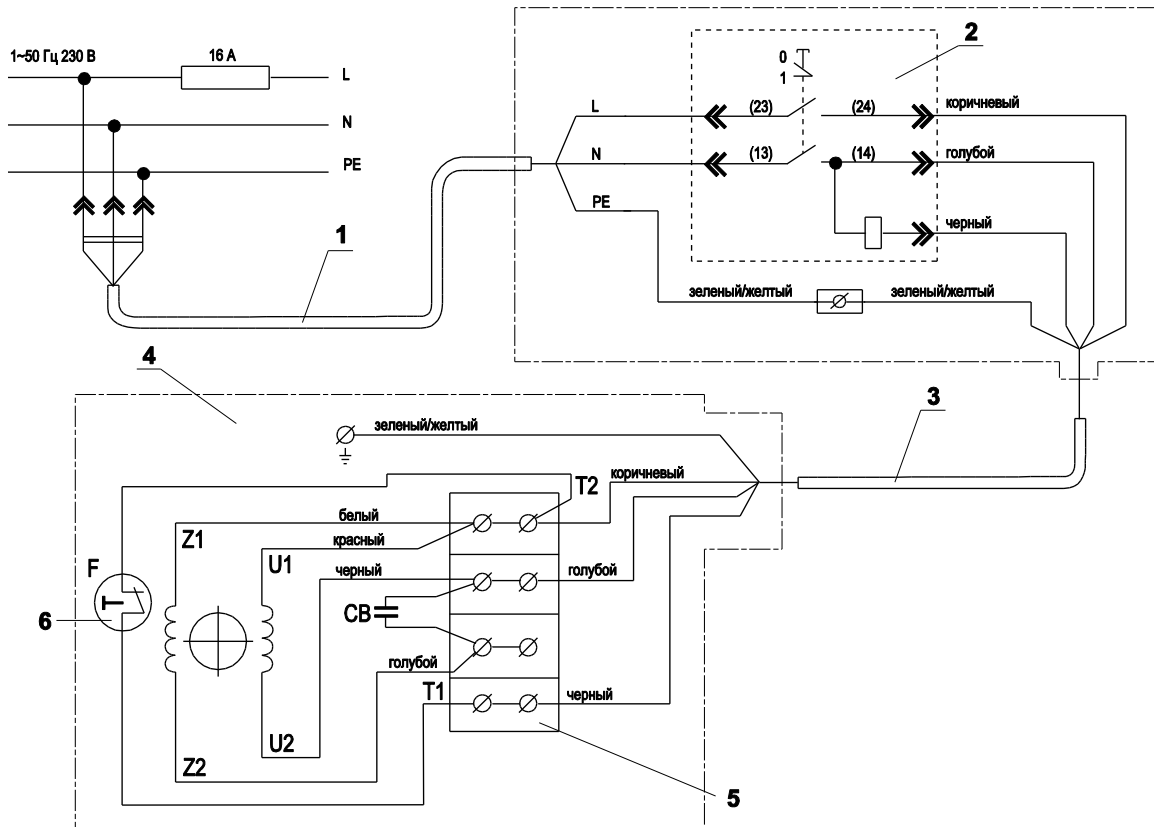 1~50 Гц 230 В
16 А
L
N
PE
1
2
0
1
L
(23)
(24)
коричневый
N
(13)
(14)
голубой
PE
черный
зеленый/желтый
зеленый/желтый
4
3
зеленый/желтый
T2
коричневый
белый
Z1
красный
U1
F
черный
голубой
6
CB
голубой
T1
черный
U2
Z2
5